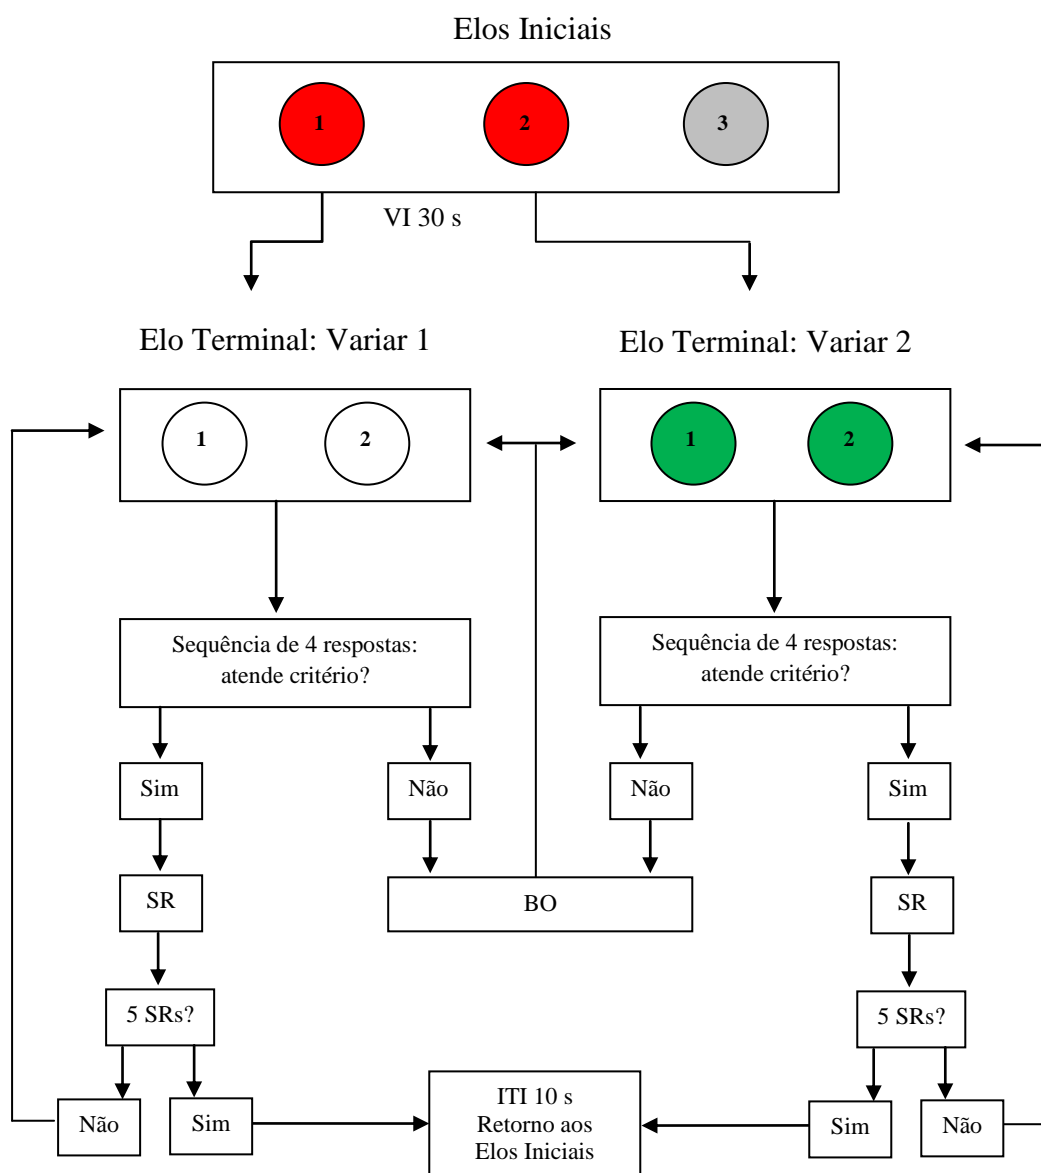 Elos Iniciais
1
2
3
VI 30 s
Elo Terminal: Variar 1
Elo Terminal: Variar 2
1
2
1
2
Sequência de 4 respostas:
atende critério?
Sequência de 4 respostas:
atende critério?
Sim
Não
Não
Sim
SR
BO
SR
5 SRs?
5 SRs?
Não
Sim
ITI 10 s
Retorno aos
Elos Iniciais
Sim
Não